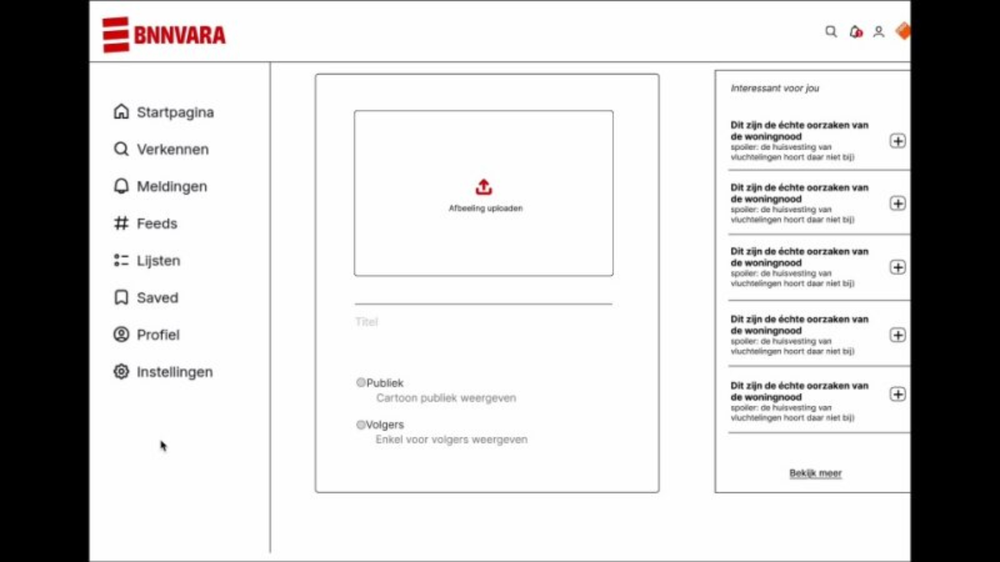 BNNVARA
Startpagina
Verkennen
Meldingen
Feeds
Lijsten
Saved
Profiel
Instellingen
Afbeeling uploaden
Titel
Publiek
Cartoon publiek weergeven
Volgers
Enkel voor volgers weergeven
Interessant voor jou
Dit zijn de échte oorzaken van
de woningnood
spoiler: de huisvesting van
vluchtelingen hoort daar niet bij)
Dit zijn de échte oorzaken van
de woningnood
spoiler: de huisvesting van
vluchtelingen hoort daar niet bij)
Dit zijn de échte oorzaken van
de woningnood
spoiler: de huisvesting van
vluchtelingen hoort daar niet bij)
Dit zijn de échte oorzaken van
de woningnood
spoiler: de huisvesting van
vluchtelingen hoort daar niet bij)
Dit zijn de échte oorzaken van
de woningnood
spoiler: de huisvesting van
vluchtelingen hoort daar niet bij)
Bekijk meer